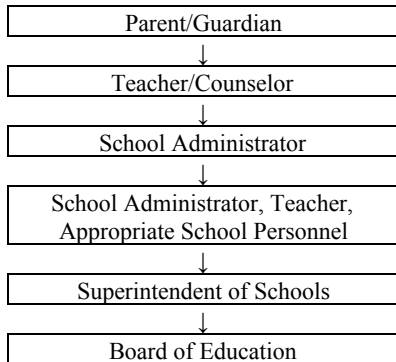 Parent/Guardian
↓
Teacher/Counselor
↓
School Administrator
↓
School Administrator, Teacher,
Appropriate School Personnel
↓
Superintendent of Schools
↓
Board of Education